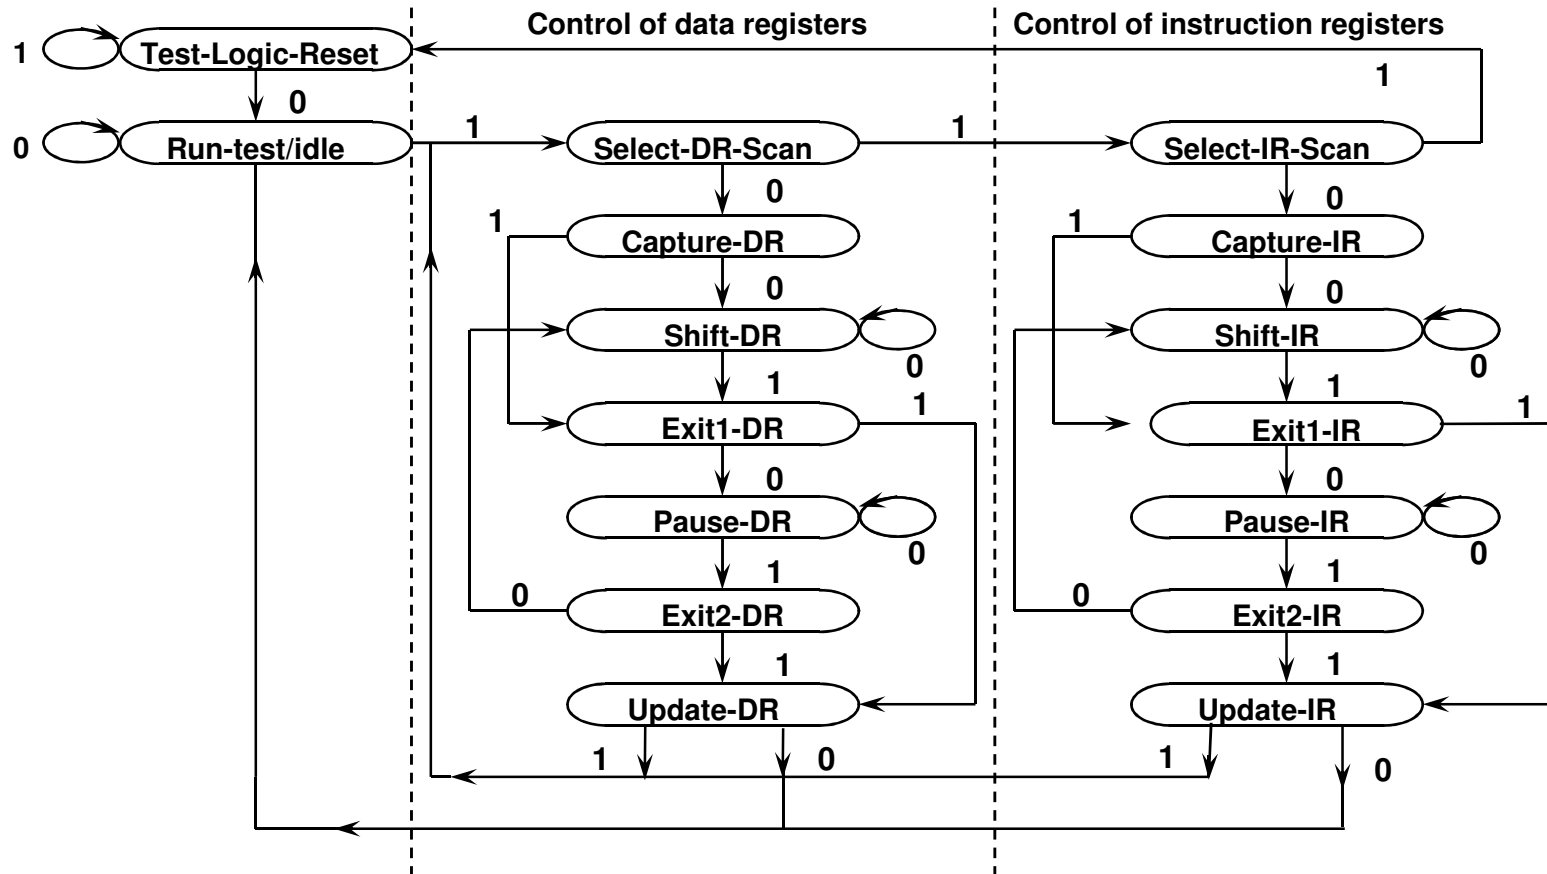 Control of data registers
Control of instruction registers
1
Test-Logic-Reset
1
0
0
Run-test/idle
1
Select-DR-Scan
1
Select-IR-Scan
0
0
1
Capture-DR
1
Capture-IR
0
0
Shift-DR
0
Shift-IR
0
1
1
1
1
Exit1-DR
Exit1-IR
0
0
Pause-DR
0
Pause-IR
0
1
1
0
Exit2-DR
0
Exit2-IR
1
1
Update-DR
Update-IR
1
0
1
0